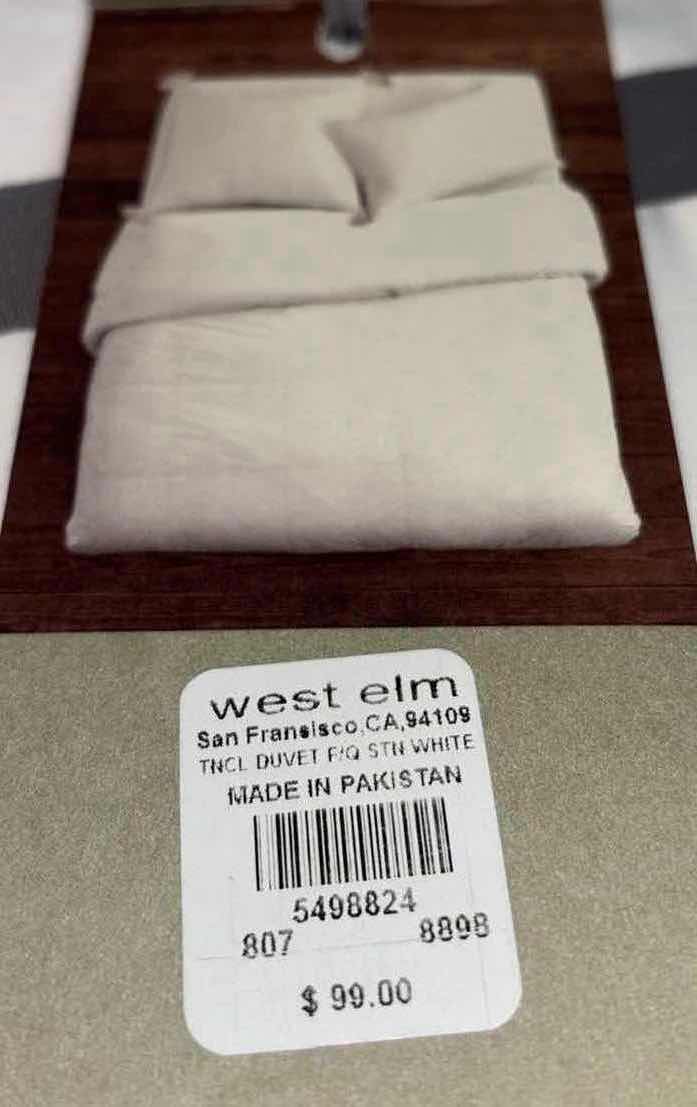 west elm
San Fransisco,CA,94109
TNCL DUVET F/Q STN WHITE
MADE IN PAKISTAN
5498824
807 8898
$ 99.00